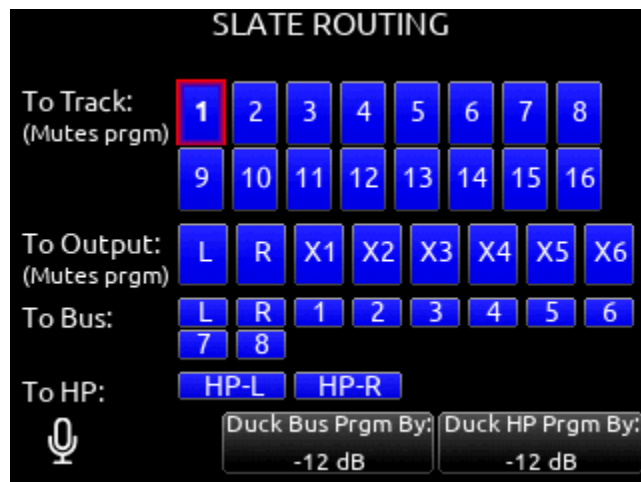 SLATE ROUTING
To Track: 1 2 3 4 5 6 7 8
(Mutes prgm)
9 10 11 12 13 14 15 16
To Output: L R X1 X2 X3 X4 X5 X6
(Mutes prgm)
To Bus: L R 1 2 3 4 5 6
7 8
To HP: HP-L HP-R
Duck Bus Prgm By: Duck HP Prgm By:
-12 dB -12 dB